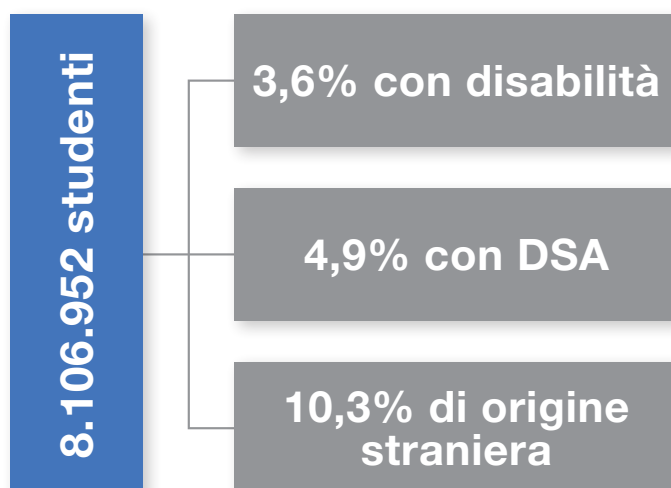 8.106.952 studenti
3,6% con disabilità
4,9% con DSA
10,3% di origine
straniera